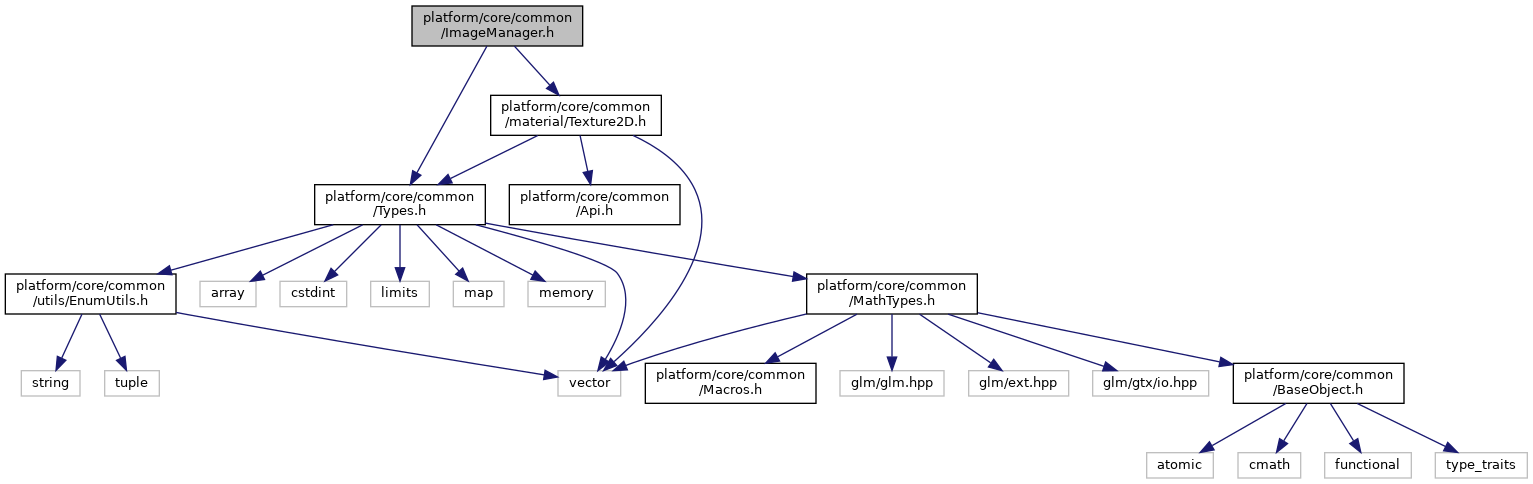 platform/core/common
/ImageManager.h
platform/core/common
/material/Texture2D.h
platform/core/common
/Types.h
platform/core/common
/Api.h
platform/core/common
/utils/EnumUtils.h
array
cstdint
limits
map
memory
platform/core/common
/MathTypes.h
string
tuple
vector
platform/core/common
/Macros.h
glm/glm.hpp
glm/ext.hpp
glm/gtx/io.hpp
platform/core/common
/BaseObject.h
atomic
cmath
functional
type_traits